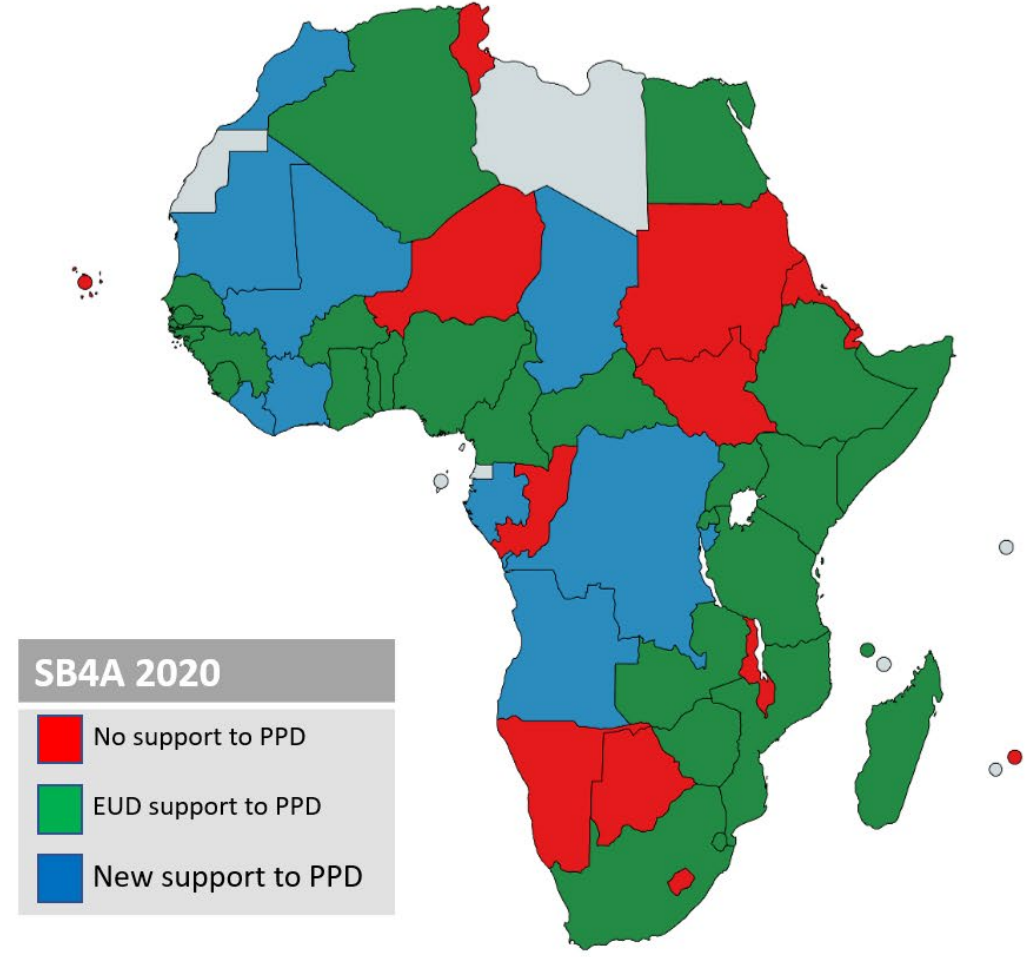 SB4A 2020
No support to PPD
EUD support to PPD
New support to PPD